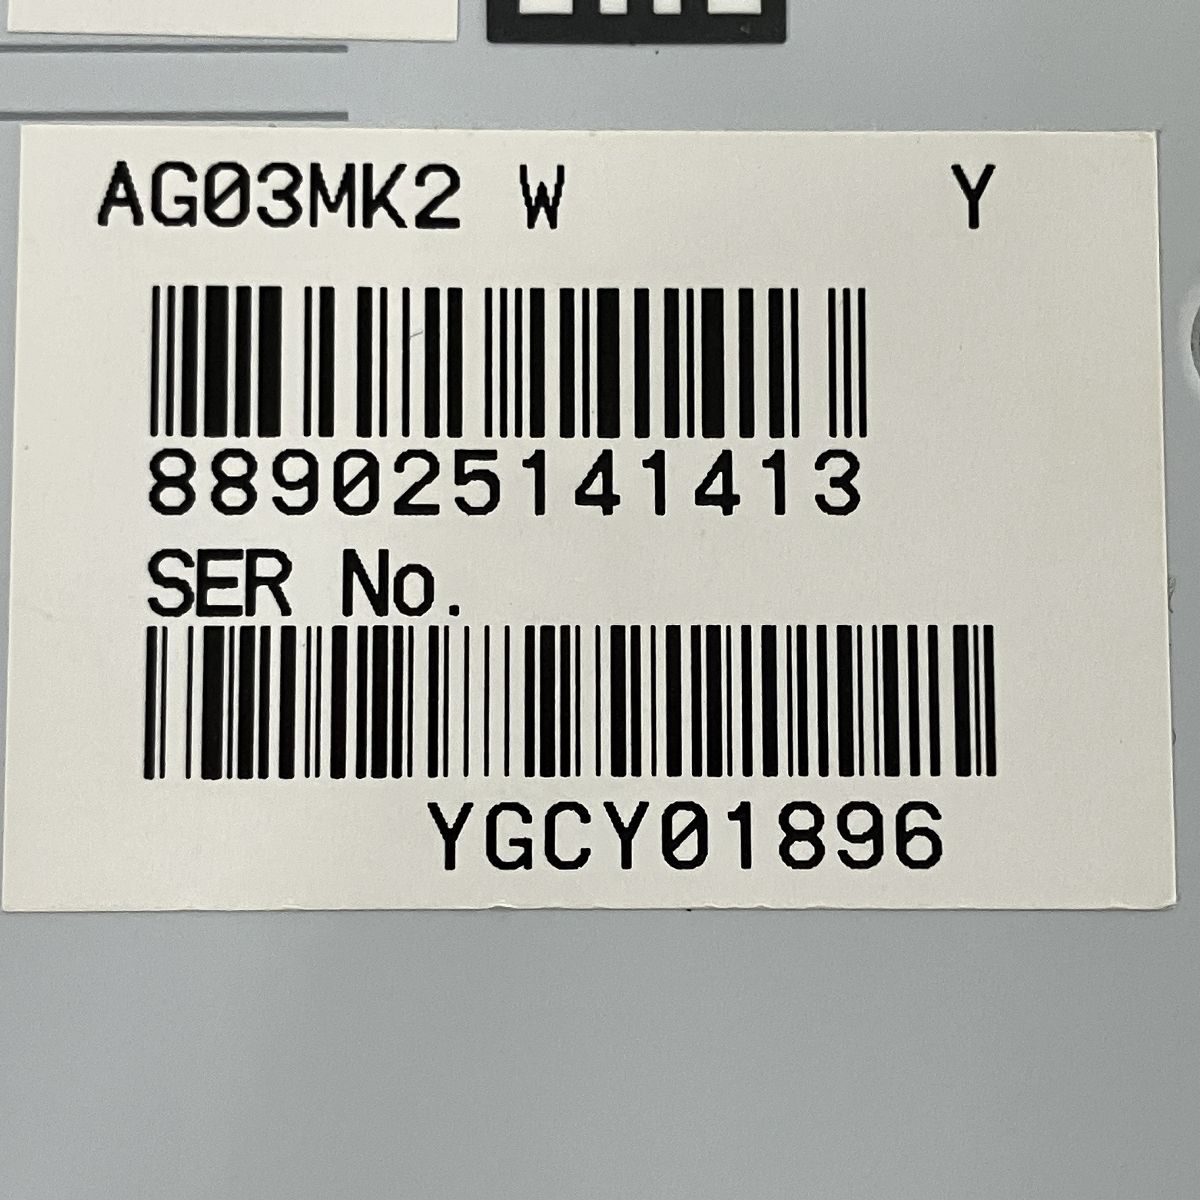 AG03MK2 W Y
889025141413
SER No.
YGCY01896